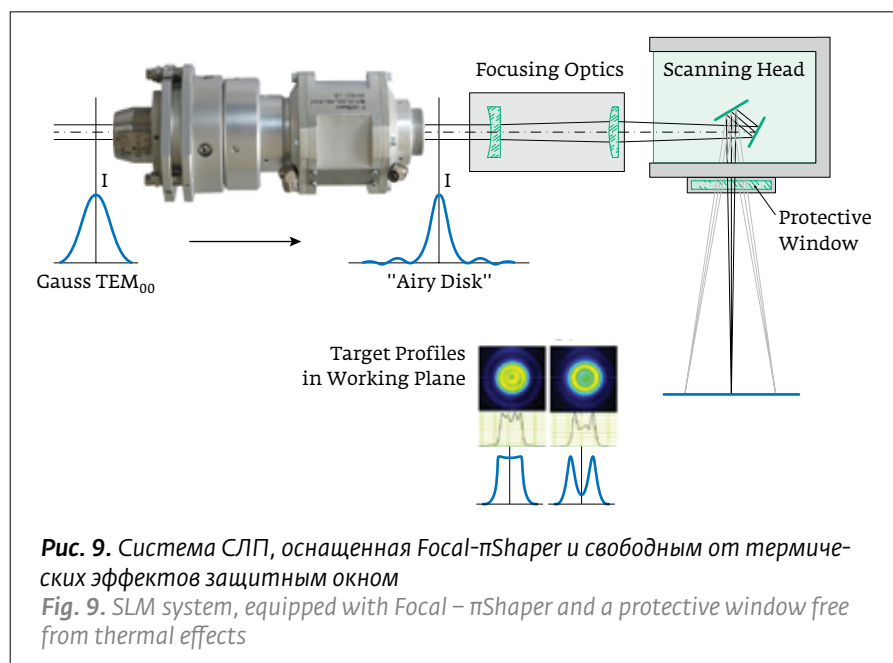 Focusing Optics
Scanning Head
I
I
Protective
Window
Gauss TEM₀₀
"Airy Disk"
Target Profiles
in Working Plane
Рис. 9. Система СЛП, оснащенная Focal-πShaper и свободным от термиче-
ских эффектов защитным окном
Fig. 9. SLM system, equipped with Focal – πShaper and a protective window free
from thermal effects